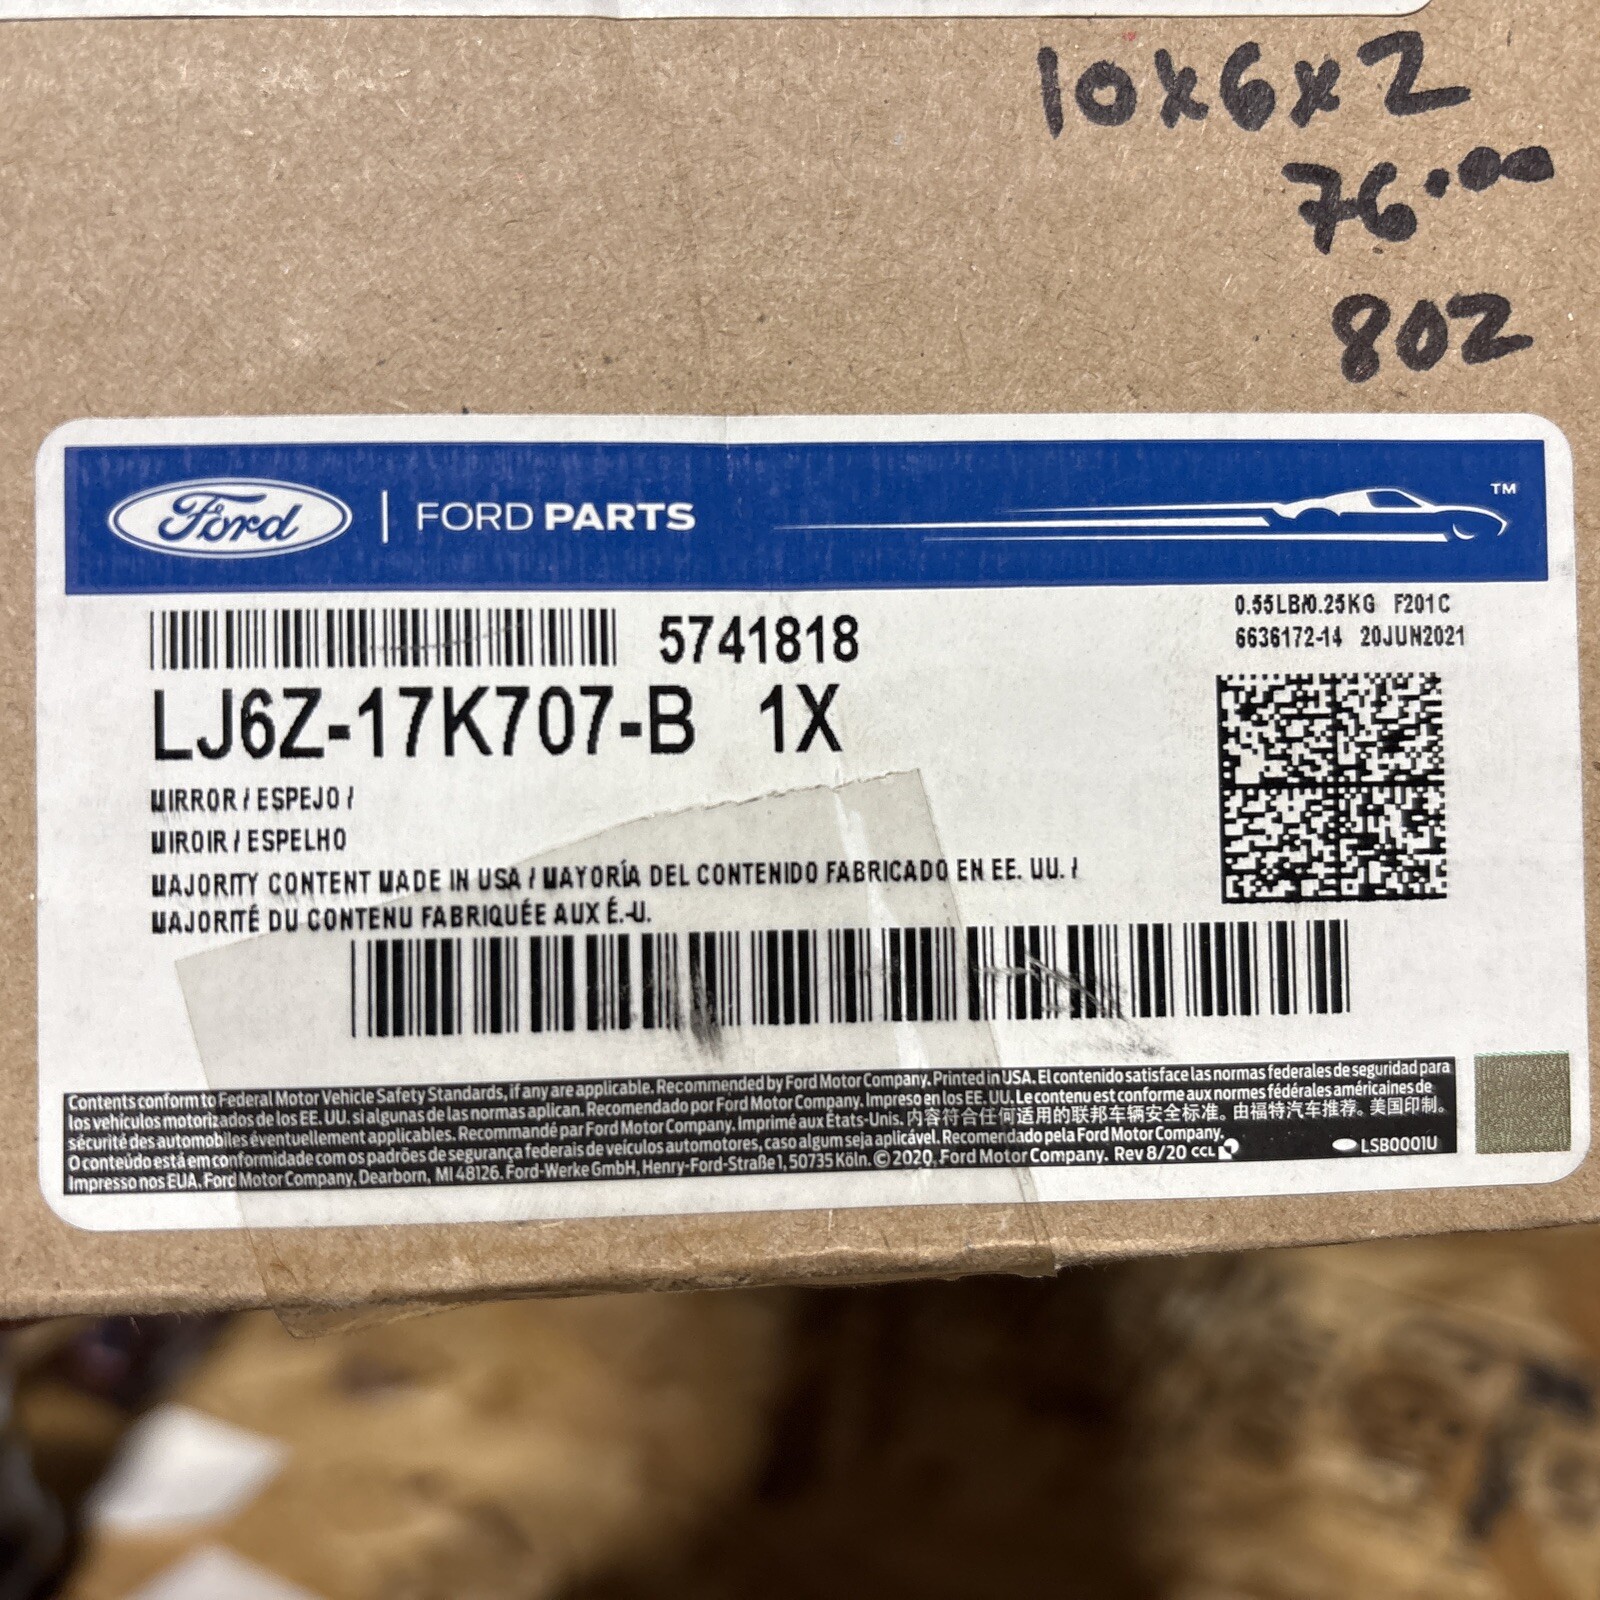 10x6x2
76.00
802
Ford | FORD PARTS TM
0.55LB/0.25KG F201C
5741818
6636172-14 20JUN2021
LJ6Z-17K707-B 1X
MIRROR / ESPEJO /
MIROIR / ESPELHO
MAJORITY CONTENT MADE IN USA / MAYORÍA DEL CONTENIDO FABRICADO EN EE. UU. /
MAJORITÉ DU CONTENU FABRIQUÉE AUX É.-U.
Contents conform to Federal Motor Vehicle Safety Standards, if any are applicable. Recommended by Ford Motor Company. Printed in USA. El contenido satisface las normas federales de seguridad para
los vehículos motorizados de los EE. UU. si algunas de las normas aplican. Recomendado por Ford Motor Company. Impreso en los EE. UU. Le contenu est conforme aux normes fédérales américaines de
sécurité des automobiles éventuellement applicables. Recommandé par Ford Motor Company. Imprimé aux États-Unis. 内容符合任何适用的联邦车辆安全标准。由福特汽车推荐。美国印制。
O conteúdo está em conformidade com os padrões de segurança federais de veículos automotores, caso algum seja aplicável. Recomendado pela Ford Motor Company.
Impresso nos EUA. Ford Motor Company, Dearborn, MI 48126. Ford-Werke GmbH, Henry-Ford-Straße 1, 50735 Köln. © 2020, Ford Motor Company. Rev 8/20 CCL
LSB0001U